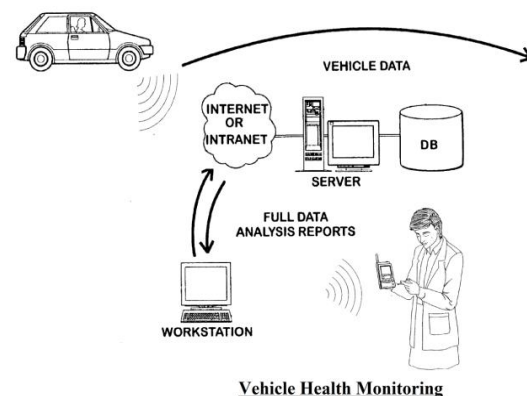 VEHICLE DATA
INTERNET
OR
INTRANET
DB
SERVER
FULL DATA
ANALYSIS REPORTS
WORKSTATION
Vehicle Health Monitoring